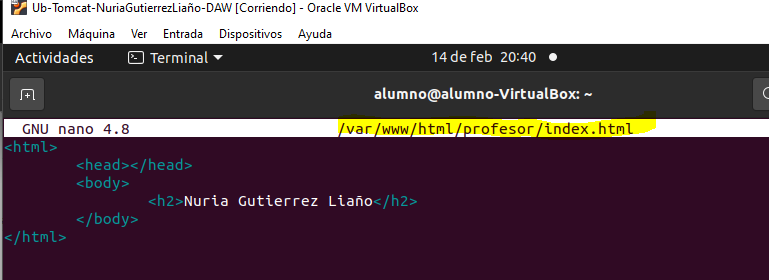 Ub-Tomcat-NuriaGutierrezLiaño-DAW [Corriendo] - Oracle VM VirtualBox
Archivo Máquina Ver Entrada Dispositivos Ayuda
Actividades Terminal 14 de feb 20:40
alumno@alumno-VirtualBox: ~
GNU nano 4.8 /var/www/html/profesor/index.html
<html>
<head></head>
<body>
<h2>Nuria Gutierrez Liaño</h2>
</body>
</html>